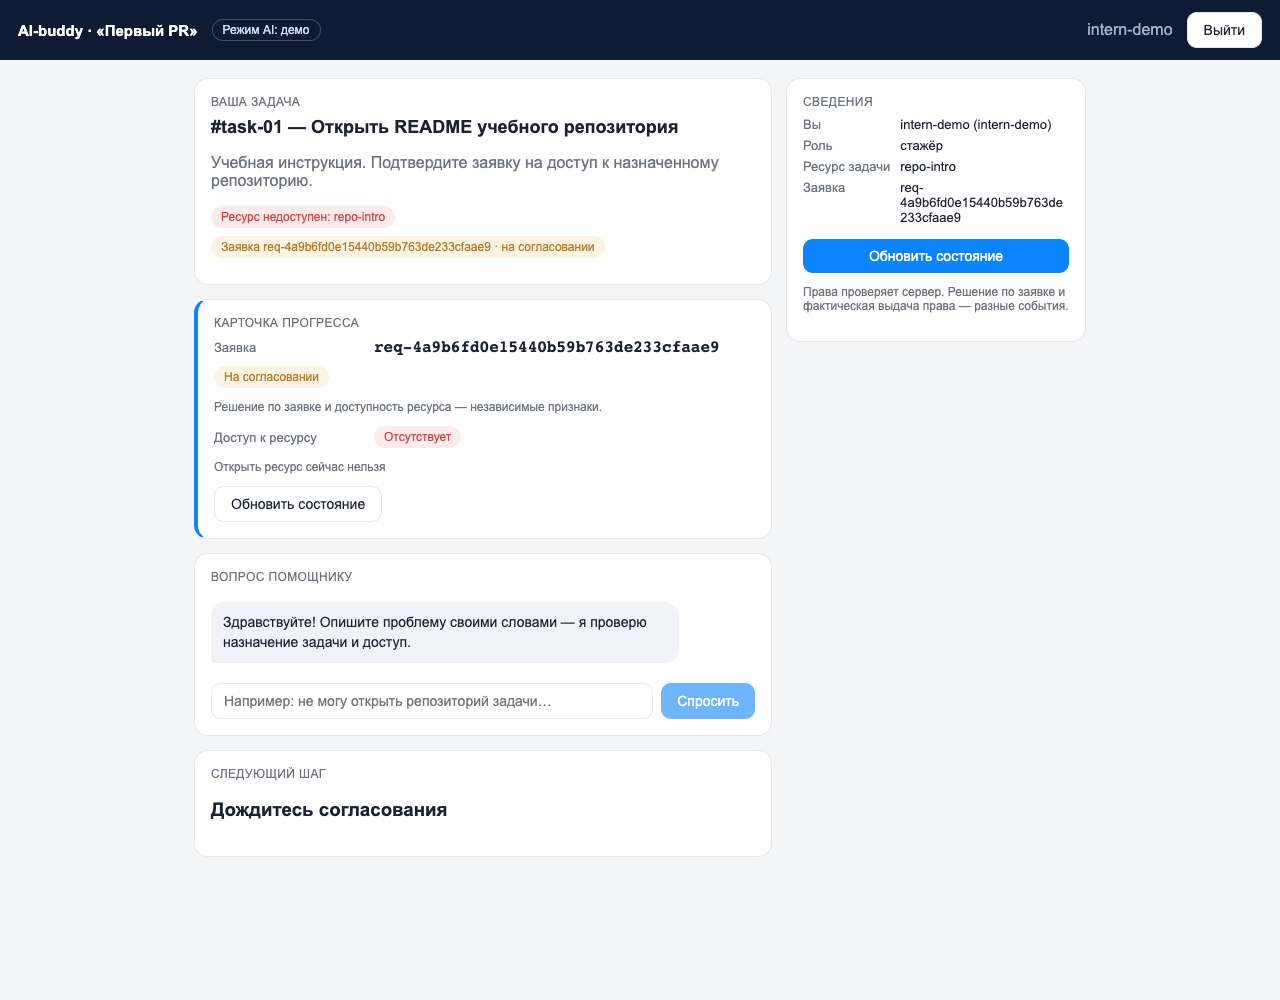 AI-buddy · «Первый PR»
Режим AI: демо
intern-demo
Выйти
ВАША ЗАДАЧА
#task-01 — Открыть README учебного репозитория
Учебная инструкция. Подтвердите заявку на доступ к назначенному
репозиторию.
Ресурс недоступен: repo-intro
Заявка req-4a9b6fd0e15440b59b763de233cfaae9 · на согласовании
КАРТОЧКА ПРОГРЕССА
Заявка req-4a9b6fd0e15440b59b763de233cfaae9
На согласовании
Решение по заявке и доступность ресурса — независимые признаки.
Доступ к ресурсу Отсутствует
Открыть ресурс сейчас нельзя
Обновить состояние
ВОПРОС ПОМОЩНИКУ
Здравствуйте! Опишите проблему своими словами — я проверю
назначение задачи и доступ.
Например: не могу открыть репозиторий задачи…
Спросить
СЛЕДУЮЩИЙ ШАГ
Дождитесь согласования
СВЕДЕНИЯ
Вы intern-demo (intern-demo)
Роль стажёр
Ресурс задачи repo-intro
Заявка req-
4a9b6fd0e15440b59b763de
233cfaae9
Обновить состояние
Права проверяет сервер. Решение по заявке и
фактическая выдача права — разные события.